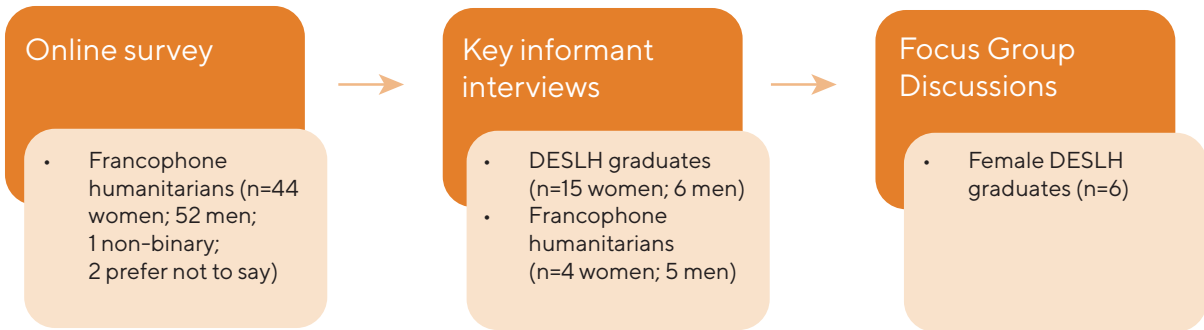 Online survey
• Francophone
humanitarians (n=44
women; 52 men;
1 non-binary;
2 prefer not to say)
Key informant
interviews
• DESLH graduates
(n=15 women; 6 men)
• Francophone
humanitarians
(n=4 women; 5 men)
Focus Group
Discussions
• Female DESLH
graduates (n=6)